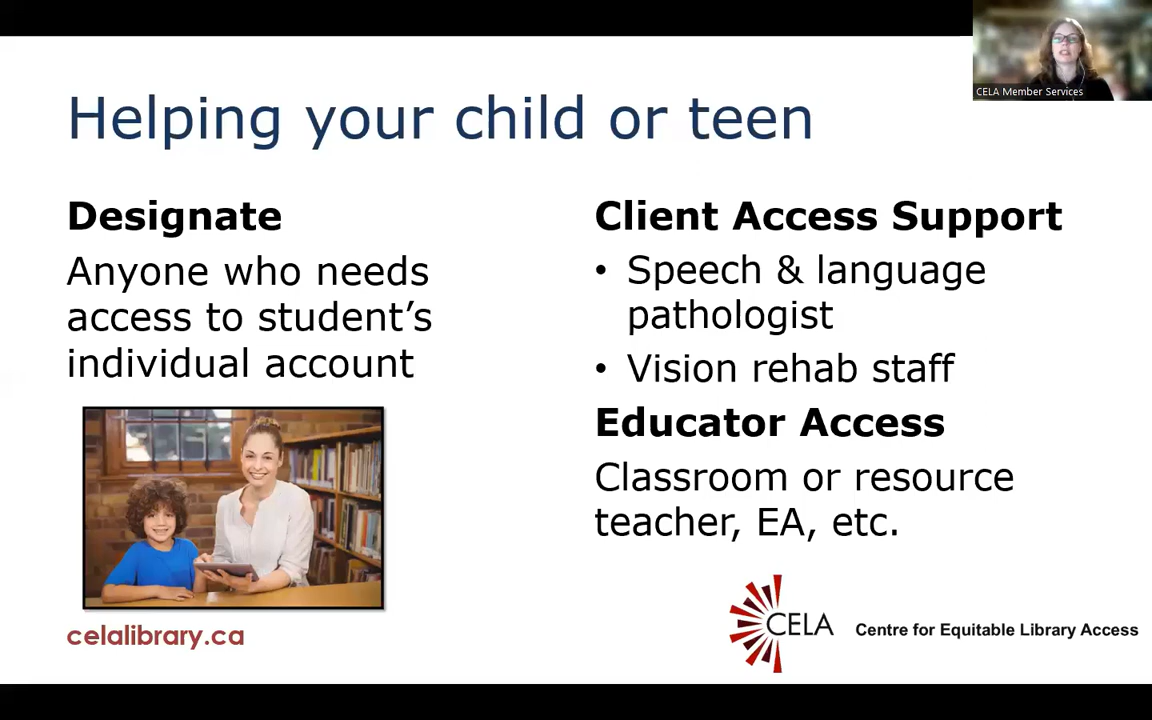 CELA Member Services
Helping your child or teen
Designate
Anyone who needs
access to student’s
individual account
celalibrary.ca
Client Access Support
• Speech & language
pathologist
• Vision rehab staff
Educator Access
Classroom or resource
teacher, EA, etc.
CELA
Centre for Equitable Library Access